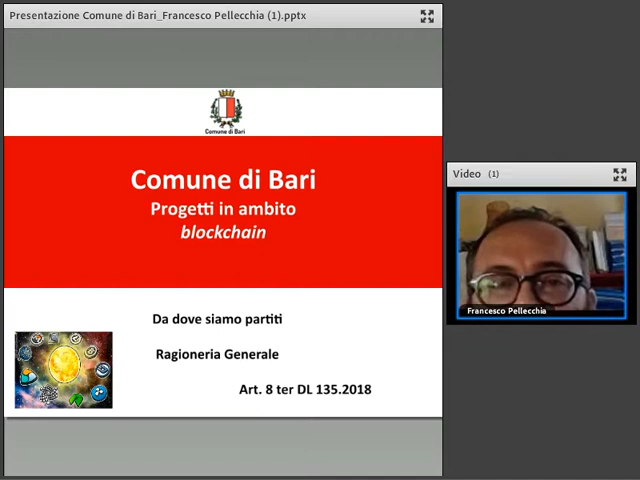 Presentazione Comune di Bari_Francesco Pellecchia (1).pptx
Comune di Bari
Comune di Bari
Progetti in ambito
blockchain
Da dove siamo partiti
Ragioneria Generale
Art. 8 ter DL 135.2018
Video (1)
Francesco Pellecchia